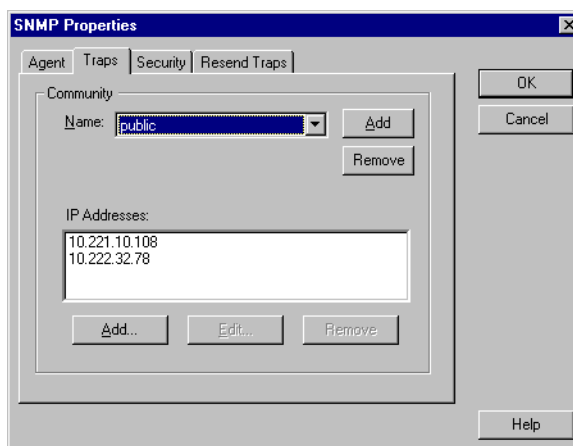 SNMP Properties
Agent Traps Security Resend Traps
Community
Name: public
Add
Remove
IP Addresses:
10.221.10.108
10.222.32.78
Add... Edit... Remove
OK
Cancel
Help